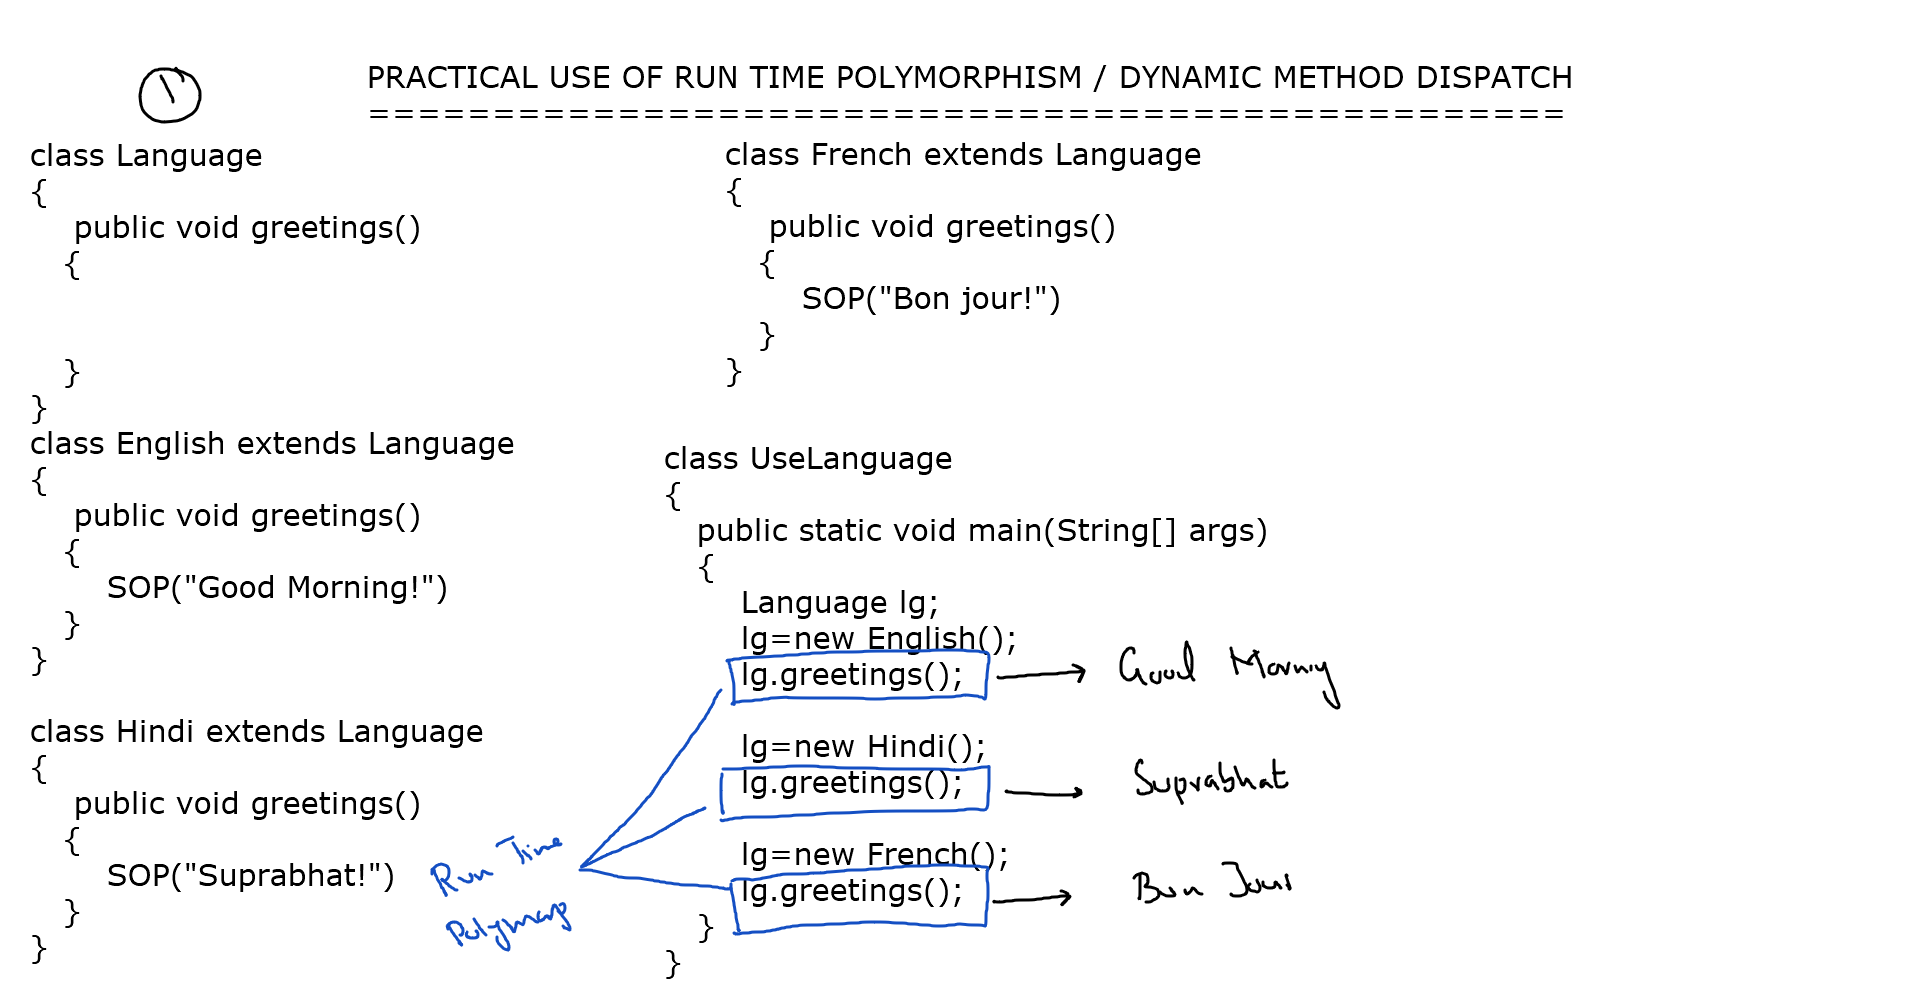 PRACTICAL USE OF RUN TIME POLYMORPHISM / DYNAMIC METHOD DISPATCH
================================================
class Language
{
public void greetings()
{
}
}
class English extends Language
{
public void greetings()
{
SOP("Good Morning!")
}
}
class Hindi extends Language
{
public void greetings()
{
SOP("Suprabhat!")
}
}
Run Time
class French extends Language
{
public void greetings()
{
SOP("Bon jour!")
}
}
class UseLanguage
{
public static void main(String[] args)
{
Language lg;
lg=new English();
lg.greetings(); Good
lg=new Hindi();
lg.greetings(); Suprabhat
lg=new French();
lg.greetings(); Bon Jour
}
}